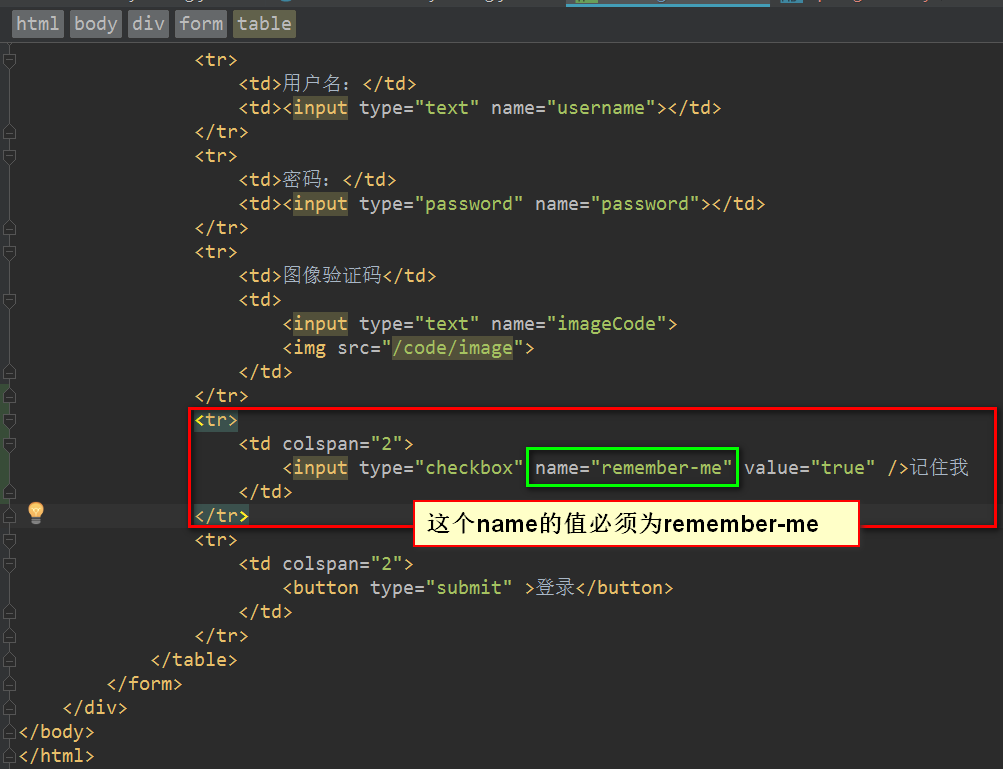 html body div form table
<tr>
<td>用户名：</td>
<td><input type="text" name="username"></td>
</tr>
<tr>
<td>密码：</td>
<td><input type="password" name="password"></td>
</tr>
<tr>
<td>图像验证码</td>
<td>
<input type="text" name="imageCode">
<img src="/code/image">
</td>
</tr>
<tr>
<td colspan="2">
<input type="checkbox" name="remember-me" value="true" />记住我
</td>
</tr>
这个name的值必须为remember-me
<tr>
<td colspan="2">
<button type="submit" >登录</button>
</td>
</tr>
</table>
</form>
</div>
</body>
</html>